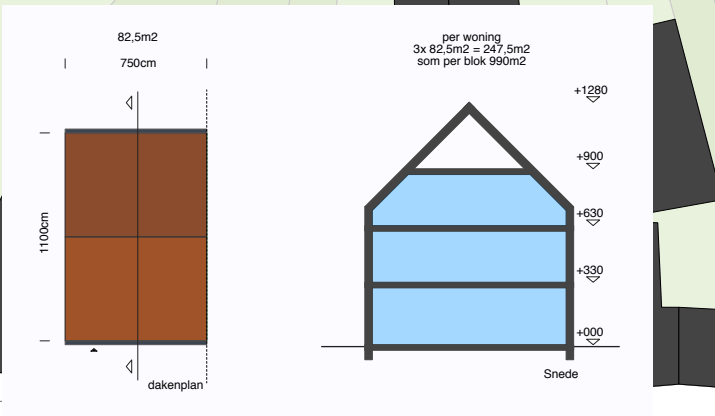 82,5m2
750cm
1100cm
dakenplan
per woning
3x 82,5m2 = 247,5m2
som per blok 990m2
+1280
+900
+630
+330
+000
Snede